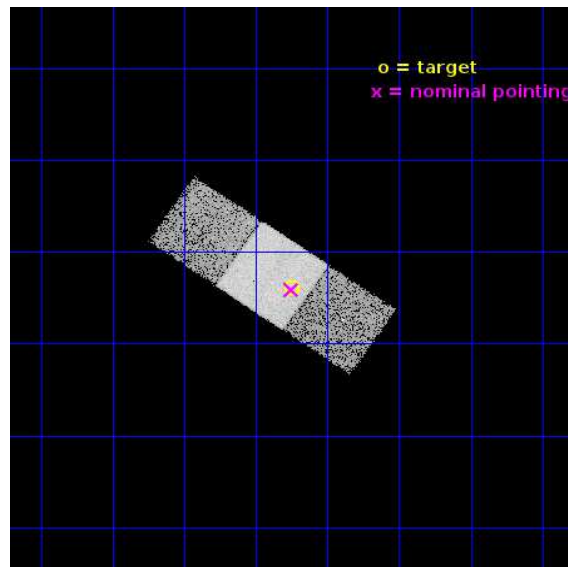 o = target
x = nominal pointing